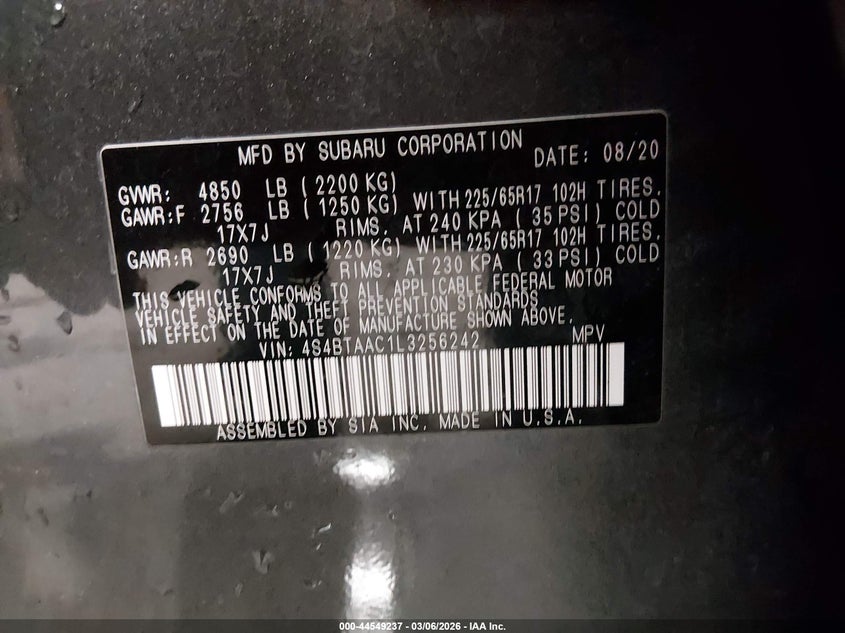 MFD BY SUBARU CORPORATION DATE: 08/20
GVWR: 4850 LB (2200 KG)
GAWR:F 2756 LB (1250 KG) WITH 225/65R17 102H TIRES,
17X7J RIMS, AT 240 KPA (35 PSI) COLD
GAWR:R 2690 LB (1220 KG) WITH 225/65R17 102H TIRES,
17X7J RIMS, AT 230 KPA (33 PSI) COLD
THIS VEHICLE CONFORMS TO ALL APPLICABLE FEDERAL MOTOR
VEHICLE SAFETY AND THEFT PREVENTION STANDARDS
IN EFFECT ON THE DATE OF MANUFACTURE SHOWN ABOVE.
VIN: 4S4BTAAC1L3256242 MPV
ASSEMBLED BY SIA INC. MADE IN U.S.A.
000-44549237 - 03/06/2026 - IAA Inc.